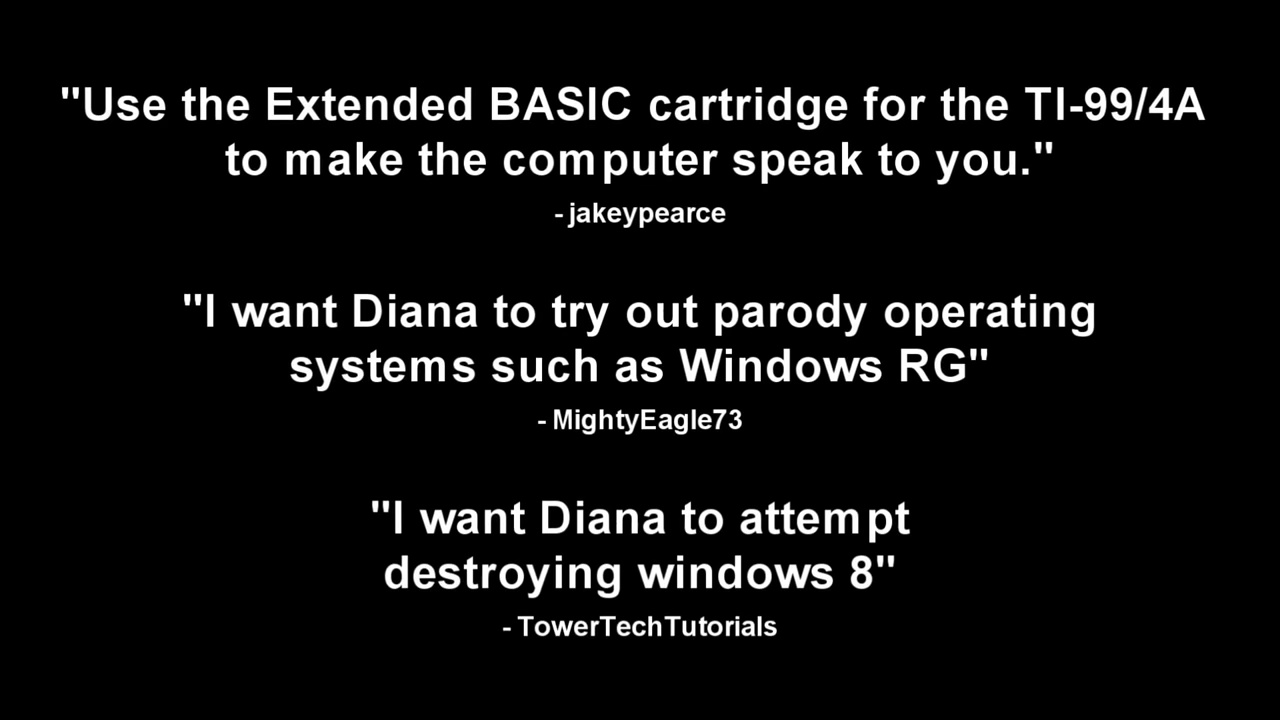 "Use the Extended BASIC cartridge for the TI-99/4A
to make the computer speak to you."
- jakeypearce
"I want Diana to try out parody operating
systems such as Windows RG"
- MightyEagle73
"I want Diana to attempt
destroying windows 8"
- TowerTechTutorials